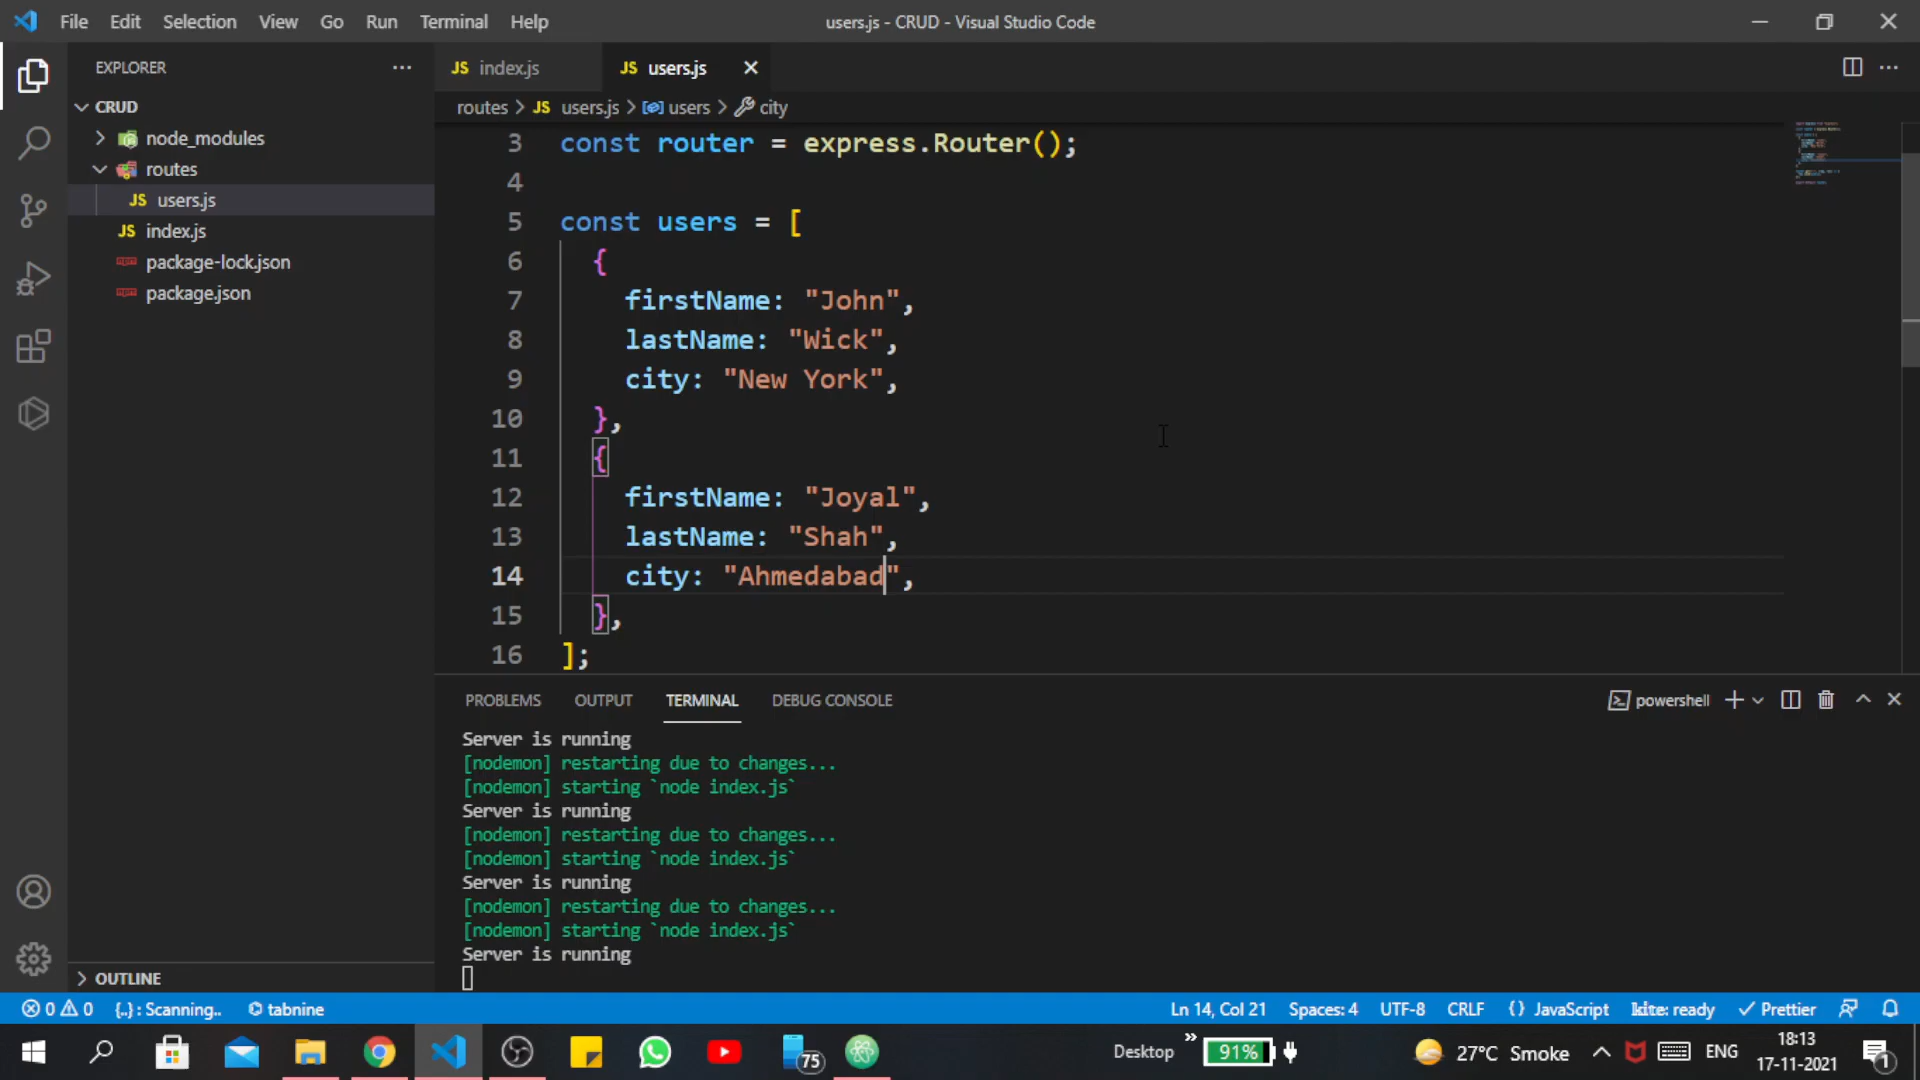 File Edit Selection View Go Run Terminal Help
users.js - CRUD - Visual Studio Code
EXPLORER
CRUD
node_modules
routes
JS users.js
JS index.js
package-lock.json
package.json
OUTLINE
JS index.js
JS users.js
routes > JS users.js > users > city
3 const router = express.Router();
4
5 const users = [
6 {
7 firstName: "John",
8 lastName: "Wick",
9 city: "New York",
10 },
11 {
12 firstName: "Joyal",
13 lastName: "Shah",
14 city: "Ahmedabad",
15 },
16 ];
PROBLEMS OUTPUT TERMINAL DEBUG CONSOLE
powershell
Server is running
[nodemon] restarting due to changes...
[nodemon] starting `node index.js`
Server is running
[nodemon] restarting due to changes...
[nodemon] starting `node index.js`
Server is running
[nodemon] restarting due to changes...
[nodemon] starting `node index.js`
Server is running
0 0 {..} : Scanning.. tabnine
Ln 14, Col 21 Spaces: 4 UTF-8 CRLF {} JavaScript kite: ready Prettier
75
Desktop
91%
27°C Smoke
ENG
18:13
17-11-2021
1